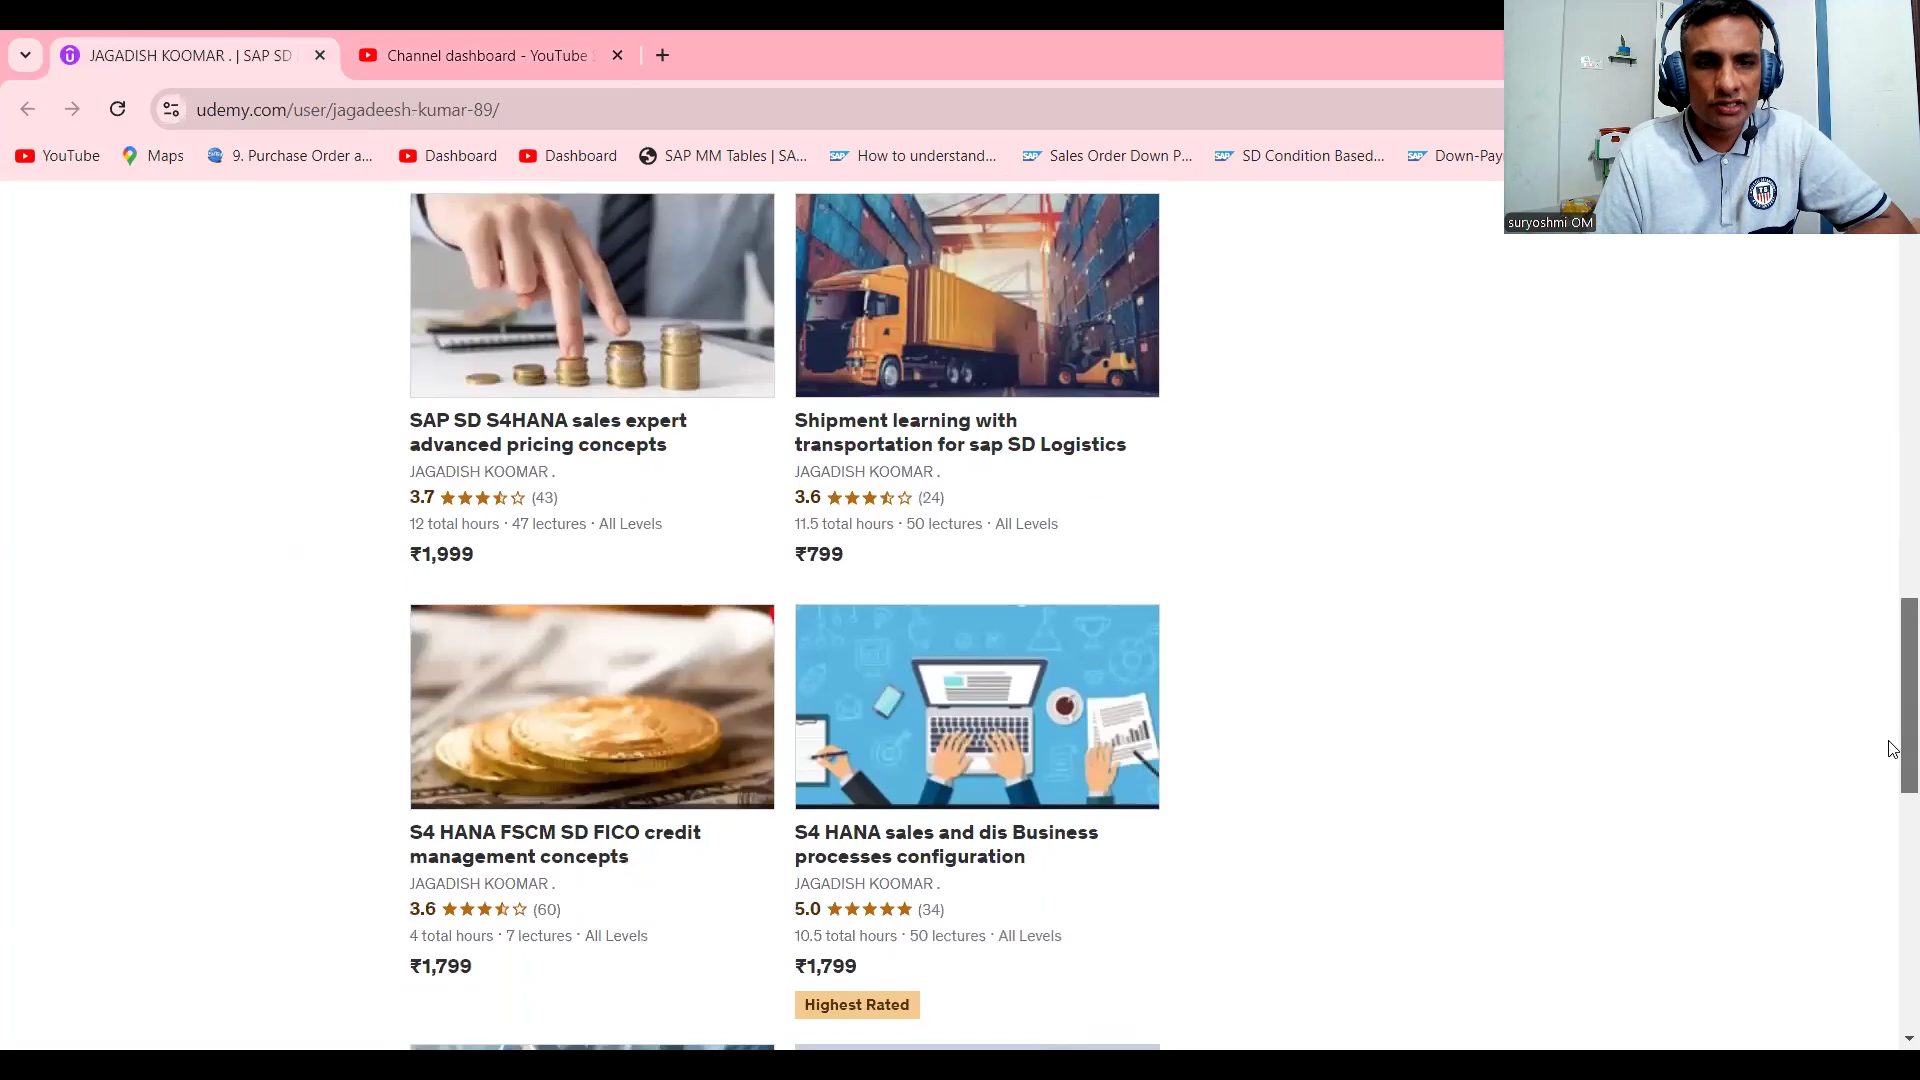 JAGADISH KOOMAR . | SAP SD
Channel dashboard - YouTube
udemy.com/user/jagadeesh-kumar-89/
YouTube
Maps
9. Purchase Order a...
Dashboard
Dashboard
SAP MM Tables | SA...
How to understand...
Sales Order Down P...
SD Condition Based...
Down-Pay
suryoshmi OM
SAP SD S4HANA sales expert
advanced pricing concepts
JAGADISH KOOMAR .
3.7 (43)
12 total hours · 47 lectures · All Levels
₹1,999
Shipment learning with
transportation for sap SD Logistics
JAGADISH KOOMAR .
3.6 (24)
11.5 total hours · 50 lectures · All Levels
₹799
S4 HANA FSCM SD FICO credit
management concepts
JAGADISH KOOMAR .
3.6 (60)
4 total hours · 7 lectures · All Levels
₹1,799
S4 HANA sales and dis Business
processes configuration
JAGADISH KOOMAR .
5.0 (34)
10.5 total hours · 50 lectures · All Levels
₹1,799
Highest Rated